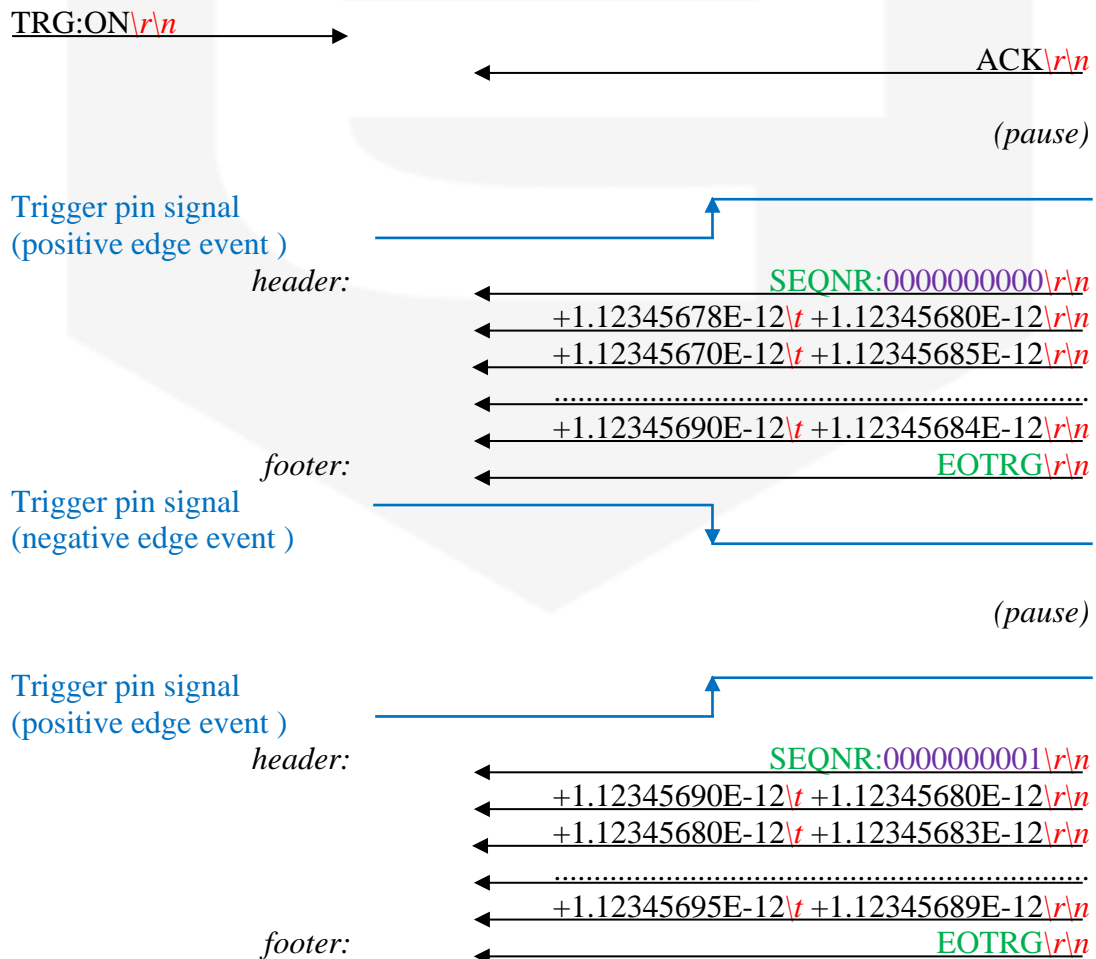 TRG:ON\r\n
ACK\r\n
(pause)
Trigger pin signal
(positive edge event )
header:
SEQNR:0000000000\r\n
+1.12345678E-12\t +1.12345680E-12\r\n
+1.12345670E-12\t +1.12345685E-12\r\n
....................................................................
+1.12345690E-12\t +1.12345684E-12\r\n
footer:
EOTRG\r\n
Trigger pin signal
(negative edge event )
(pause)
Trigger pin signal
(positive edge event )
header:
SEQNR:0000000001\r\n
+1.12345690E-12\t +1.12345680E-12\r\n
+1.12345680E-12\t +1.12345683E-12\r\n
....................................................................
+1.12345695E-12\t +1.12345689E-12\r\n
footer:
EOTRG\r\n